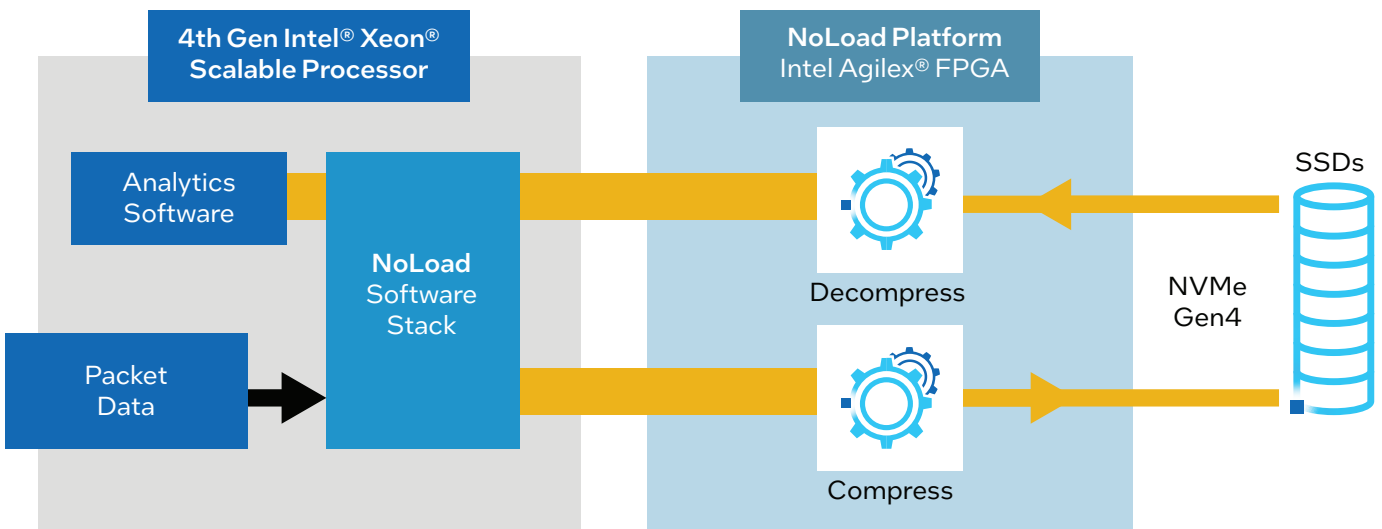 4th Gen Intel® Xeon®
Scalable Processor
NoLoad Platform
Intel Agilex® FPGA
Analytics
Software
NoLoad
Software
Stack
Packet
Data
Decompress
Compress
NVMe
Gen4
SSDs